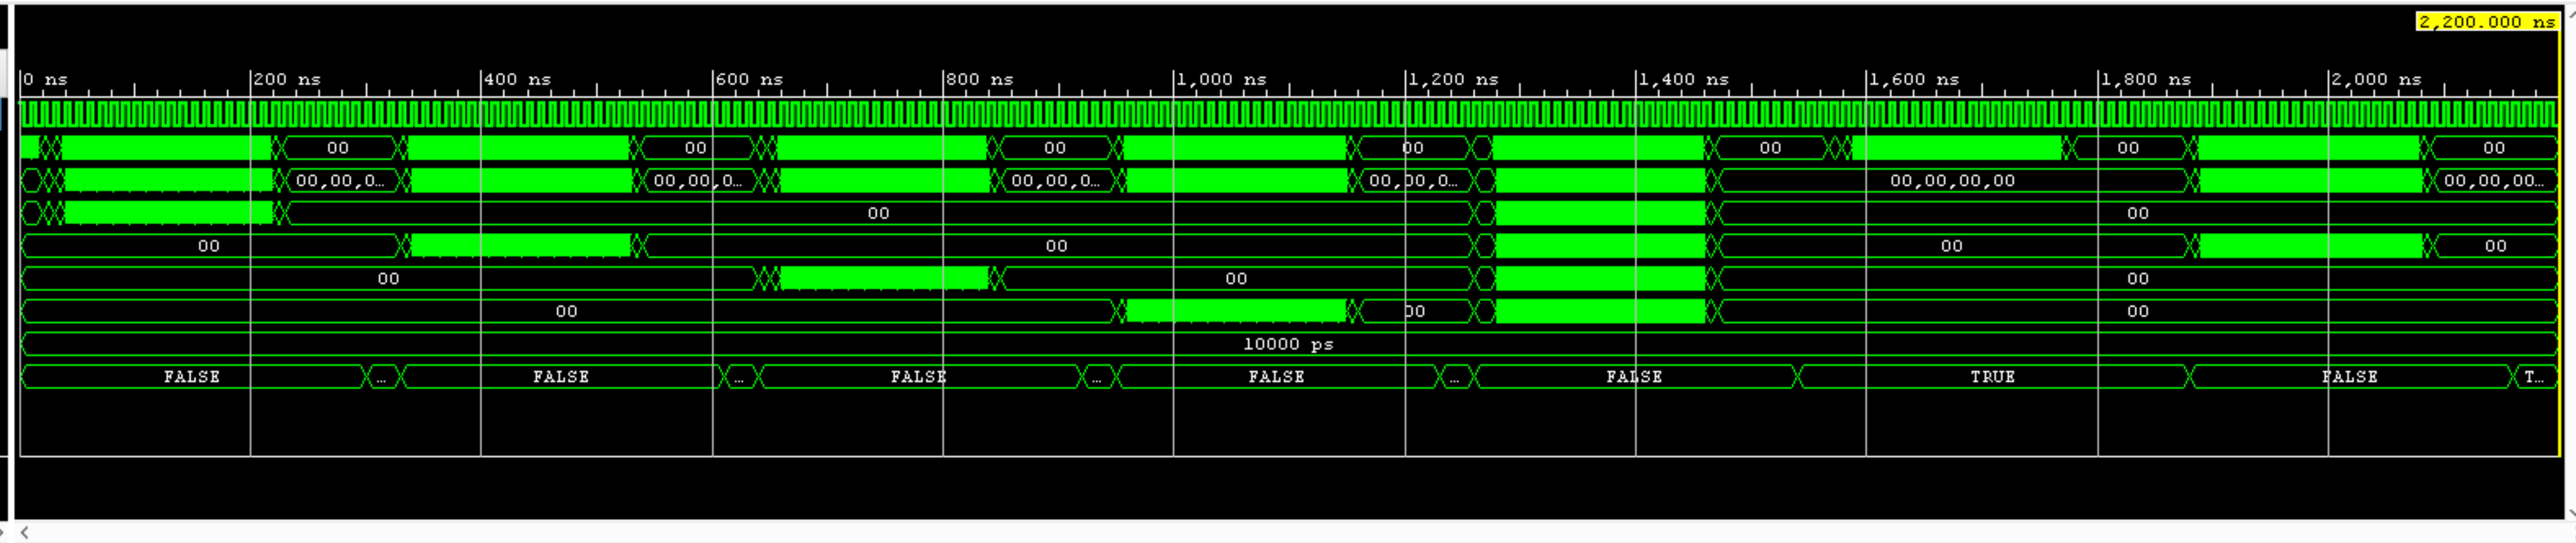 2,200.000 ns
0 ns 200 ns 400 ns 600 ns 800 ns 1,000 ns 1,200 ns 1,400 ns 1,600 ns 1,800 ns 2,000 ns
00 00 00 00 00 00 00
00,00,0... 00,00,0... 00,00,0... 00,00,0... 00,00,00,00 00,00,00...
00 00
00 00 00 00
00 00 00
00 00 00
10000 ps
FALSE ... FALSE ... FALSE ... FALSE ... FALSE TRUE FALSE T...